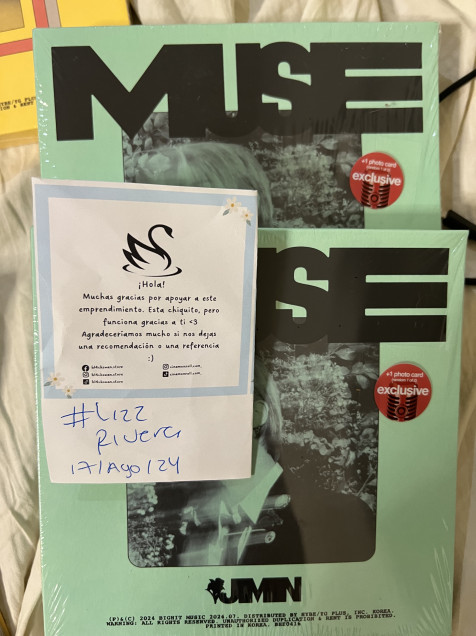 MUSE
+1 photo card
exclusive
¡Hola!
Muchas gracias por apoyar a este
emprendimiento. Esta chiquito, pero
funciona gracias a ti <3
Agradeceriamos mucho si nos dejas
una recomendación o una referencia
:)
#Lizz
Rivera
17/Ago/24
USE
+1 photo card
exclusive
JIMIN
(P)&(C) 2024 BIGHIT MUSIC 2024.07. DISTRIBUTED BY HYBE/YG PLUS, INC. KOREA.
WARNING: ALL RIGHTS RESERVED. UNAUTHORIZED DUPLICATION & RENT IS PROHIBITED.
PRINTED IN KOREA.